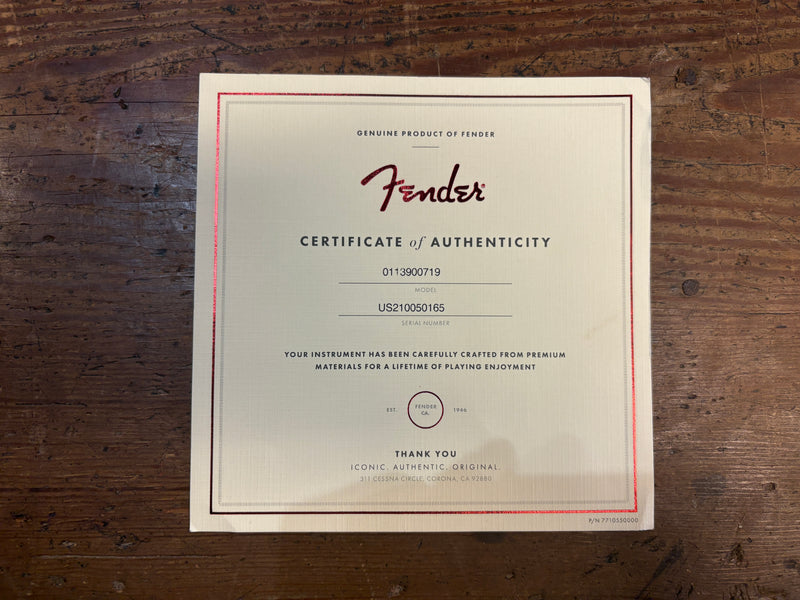 GENUINE PRODUCT OF FENDER
Fender®
CERTIFICATE of AUTHENTICITY
0113900719
MODEL
US210050165
SERIAL NUMBER
YOUR INSTRUMENT HAS BEEN CAREFULLY CRAFTED FROM PREMIUM
MATERIALS FOR A LIFETIME OF PLAYING ENJOYMENT
EST. FENDER CA. 1946
THANK YOU
ICONIC. AUTHENTIC. ORIGINAL.
311 CESSNA CIRCLE, CORONA, CA 92880
P/N 7710550000